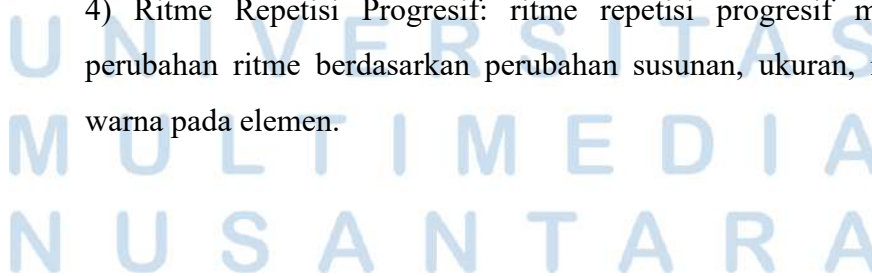 4) Ritme Repetisi Progresif: ritme repetisi progresif
UNIVERSITAS
perubahan ritme berdasarkan perubahan susunan, ukuran,
warna pada elemen.
MULTIMEDIA
NUSANTARA